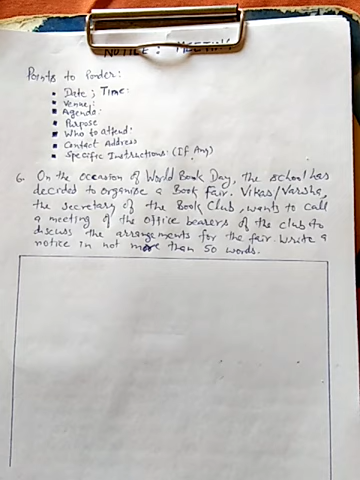 NOTICE: MEETING
Points to Ponder:
▪ Date; Time:
▪ Venue:
▪ Agenda:
▪ Purpose
▪ Who to attend:
▪ Contact Address
▪ Specific Instructions: (If Any)
6. On the occasion of World Book Day, the school has
decided to organise a Book fair. Vikas/Varsha,
the secretary of the Book Club, wants to call
a meeting of the office bearers of the club to
discuss the arrangements for the fair. Write a
notice in not more than 50 words.